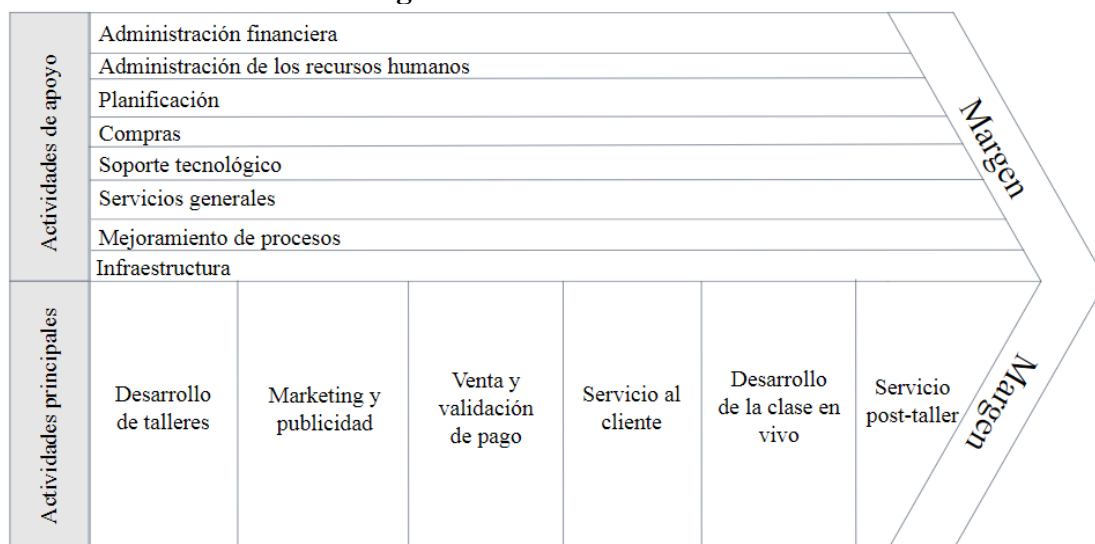 Actividades de apoyo
Administración financiera
Administración de los recursos humanos
Planificación
Compras
Soporte tecnológico
Servicios generales
Mejoramiento de procesos
Infraestructura
Margen
Actividades principales
Desarrollo
de talleres
Marketing y
publicidad
Venta y
validación
de pago
Servicio al
cliente
Desarrollo
de la clase en
vivo
Servicio
post-taller
Margen